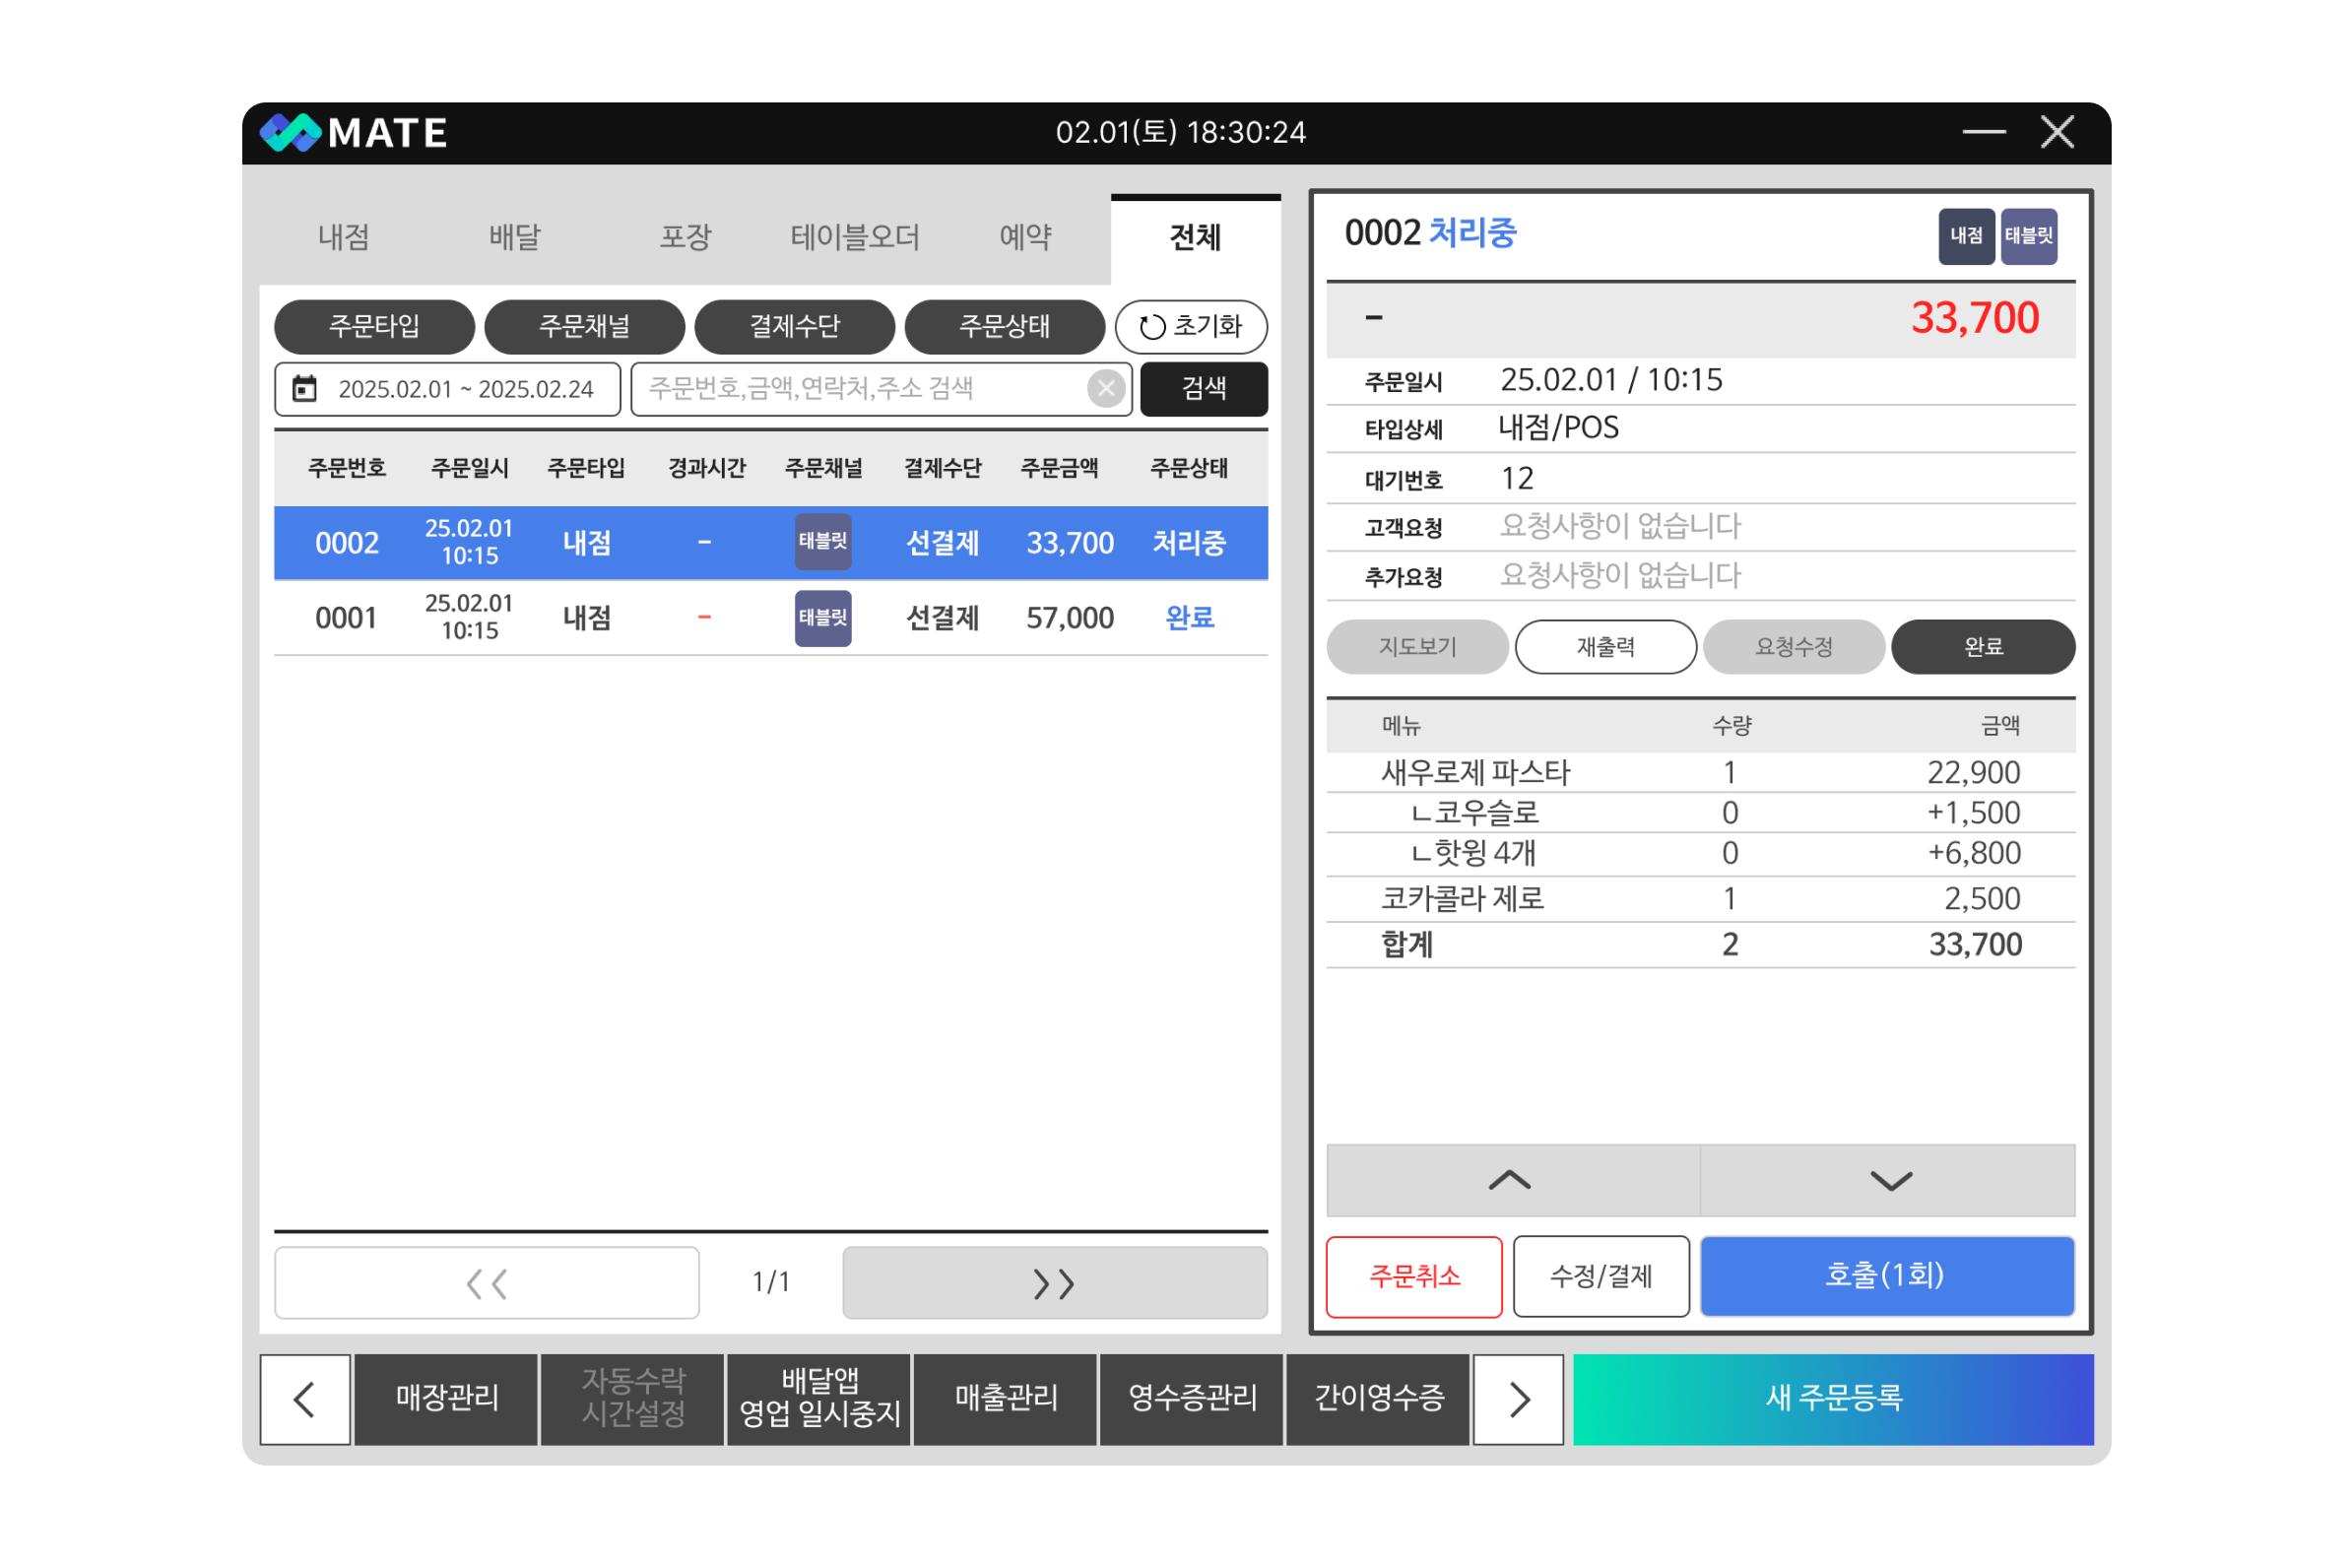 MATE
02.01(토) 18:30:24
내점 배달 포장 테이블오더 예약 전체
주문타입 주문채널 결제수단 주문상태 초기화
2025.02.01 ~ 2025.02.24 주문번호,금액,연락처,주소 검색 검색
주문번호 주문일시 주문타입 경과시간 주문채널 결제수단 주문금액 주문상태
0002 25.02.01 10:15 내점 - 태블릿 선결제 33,700 처리중
0001 25.02.01 10:15 내점 - 태블릿 선결제 57,000 완료
1/1
0002 처리중 내점 태블릿
- 33,700
주문일시 25.02.01 / 10:15
타입상세 내점/POS
대기번호 12
고객요청 요청사항이 없습니다
추가요청 요청사항이 없습니다
지도보기 재출력 요청수정 완료
메뉴 수량 금액
새우로제 파스타 1 22,900
ㄴ코우슬로 0 +1,500
ㄴ핫윙 4개 0 +6,800
코카콜라 제로 1 2,500
합계 2 33,700
주문취소 수정/결제 호출(1회)
매장관리 자동수락 시간설정 배달앱 영업 일시중지 매출관리 영수증관리 간이영수증 새 주문등록